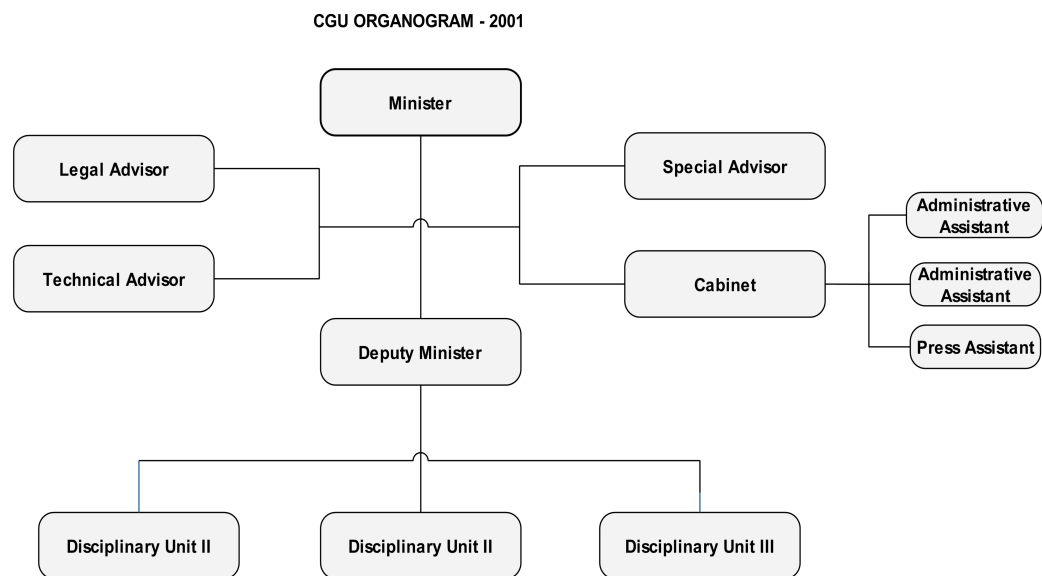 CGU ORGANOGRAM - 2001
Minister
Legal Advisor
Special Advisor
Technical Advisor
Cabinet
Administrative
Assistant
Administrative
Assistant
Press Assistant
Deputy Minister
Disciplinary Unit II
Disciplinary Unit II
Disciplinary Unit III